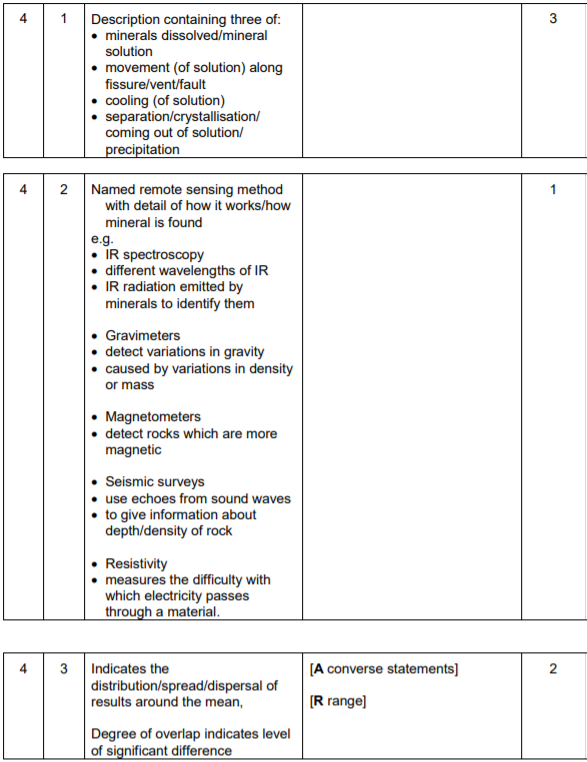 4 1 Description containing three of: 3
• minerals dissolved/mineral
solution
• movement (of solution) along
fissure/vent/fault
• cooling (of solution)
• separation/crystallisation/
coming out of solution/
precipitation
4 2 Named remote sensing method 1
with detail of how it works/how
mineral is found
e.g.
• IR spectroscopy
• different wavelengths of IR
• IR radiation emitted by
minerals to identify them
• Gravimeters
• detect variations in gravity
• caused by variations in density
or mass
• Magnetometers
• detect rocks which are more
magnetic
• Seismic surveys
• use echoes from sound waves
• to give information about
depth/density of rock
• Resistivity
• measures the difficulty with
which electricity passes
through a material.
4 3 Indicates the [A converse statements] 2
distribution/spread/dispersal of
results around the mean, [R range]
Degree of overlap indicates level
of significant difference